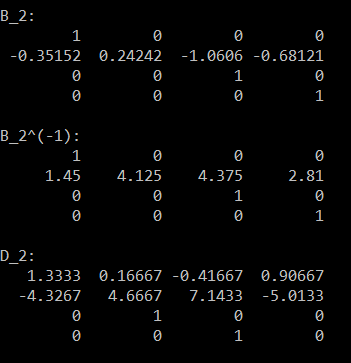 B_2:
1 0 0 0
-0.35152 0.24242 -1.0606 -0.68121
0 0 1 0
0 0 0 1
B_2^(-1):
1 0 0 0
1.45 4.125 4.375 2.81
0 0 1 0
0 0 0 1
D_2:
1.3333 0.16667 -0.41667 0.90667
-4.3267 4.6667 7.1433 -5.0133
0 1 0 0
0 0 1 0